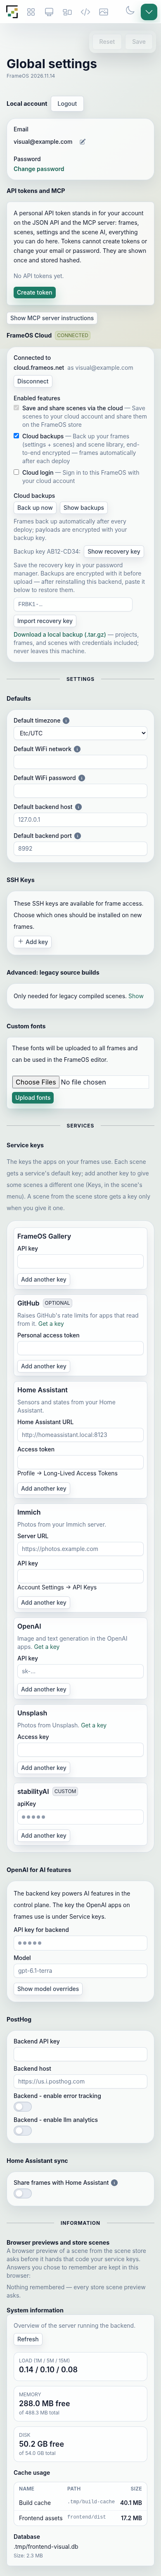 Reset
Save
Global settings
FrameOS 2026.11.14
Local account
Logout
Email
visual@example.com
Password
Change password
API tokens and MCP
A personal API token stands in for your account
on the JSON API and the MCP server: frames,
scenes, settings and the scene AI, everything
you can do here. Tokens cannot create tokens or
change your email or password. They are shown
once and stored hashed.
No API tokens yet.
Create token
Show MCP server instructions
FrameOS Cloud CONNECTED
Connected to
cloud.frameos.net as visual@example.com
Disconnect
Enabled features
Save and share scenes via the cloud — Save
scenes to your cloud account and share them
on the FrameOS store
Cloud backups — Back up your frames
(settings + scenes) and scene library, end-
to-end encrypted — frames automatically
after each deploy
Cloud login — Sign in to this FrameOS with
your cloud account
Cloud backups
Back up now
Show backups
Frames back up automatically after every
deploy; payloads are encrypted with your
backup key.
Backup key AB12-CD34:
Show recovery key
Save the recovery key in your password
manager. Backups are encrypted with it before
upload — after reinstalling this backend, paste it
below to restore them.
FRBK1-…
Import recovery key
Download a local backup (.tar.gz) — projects,
frames, and scenes with credentials included;
never leaves this machine.
SETTINGS
Defaults
Default timezone
Etc/UTC
Default WiFi network
Default WiFi password
Default backend host
127.0.0.1
Default backend port
8992
SSH Keys
These SSH keys are available for frame access.
Choose which ones should be installed on new
frames.
+ Add key
Advanced: legacy source builds
Only needed for legacy compiled scenes. Show
Custom fonts
These fonts will be uploaded to all frames and
can be used in the FrameOS editor.
Choose Files No file chosen
Upload fonts
SERVICES
Service keys
The keys the apps on your frames use. Each scene
gets a service's default key; add another key to give
some scenes a different one (Keys, in the scene's
menu). A scene from the scene store gets a key only
when you give it one.
FrameOS Gallery
API key
Add another key
GitHub OPTIONAL
Raises GitHub's rate limits for apps that read
from it. Get a key
Personal access token
Add another key
Home Assistant
Sensors and states from your Home
Assistant.
Home Assistant URL
http://homeassistant.local:8123
Access token
Profile → Long-Lived Access Tokens
Add another key
Immich
Photos from your Immich server.
Server URL
https://photos.example.com
API key
Account Settings → API Keys
Add another key
OpenAI
Image and text generation in the OpenAI
apps. Get a key
API key
sk-...
Add another key
Unsplash
Photos from Unsplash. Get a key
Access key
Add another key
stabilityAI CUSTOM
apiKey
Add another key
OpenAI for AI features
The backend key powers AI features in the
control plane. The key the OpenAI apps on
frames use is under Service keys.
API key for backend
Model
gpt-6.1-terra
Show model overrides
PostHog
Backend API key
Backend host
https://us.i.posthog.com
Backend - enable error tracking
Backend - enable llm analytics
Home Assistant sync
Share frames with Home Assistant
INFORMATION
Browser previews and store scenes
A browser preview of a scene from the scene store
asks before it hands that code your service keys.
Answers you chose to remember are kept in this
browser:
Nothing remembered — every store scene preview
asks.
System information
Overview of the server running the backend.
Refresh
LOAD (1M / 5M / 15M)
0.14 / 0.10 / 0.08
MEMORY
288.0 MB free
of 488.3 MB total
DISK
50.2 GB free
of 54.0 GB total
Cache usage
NAME PATH SIZE
Build cache .tmp/build-cache 40.1 MB
Frontend assets frontend/dist 17.2 MB
Database
.tmp/frontend-visual.db
Size: 2.3 MB